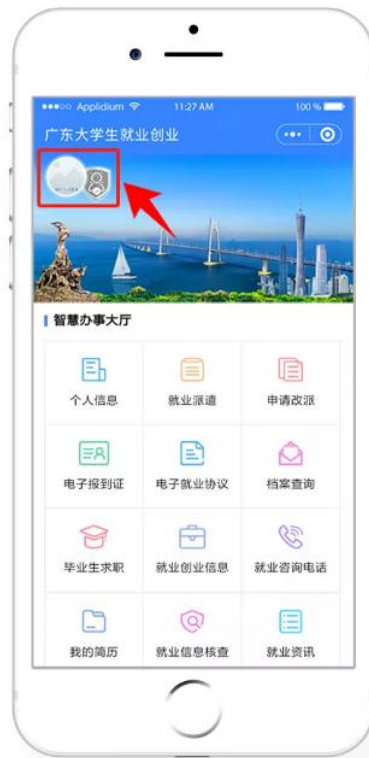 ●●●○○ Applidium 11:27 AM 100 %
广东大学生就业创业
智慧办事大厅
个人信息 就业派遣 申请改派
电子报到证 电子就业协议 档案查询
毕业生求职 就业创业信息 就业咨询电话
我的简历 就业信息核查 就业资讯